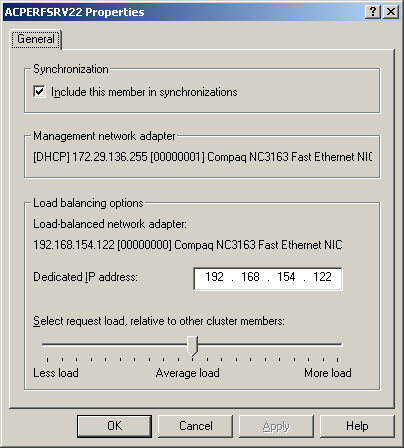 ACPERFSRV22 Properties
General
Synchronization
Include this member in synchronizations
Management network adapter
[DHCP] 172.29.136.255 [00000001] Compaq NC3163 Fast Ethernet NIC
Load balancing options
Load-balanced network adapter:
192.168.154.122 [00000000] Compaq NC3163 Fast Ethernet NIC
Dedicated IP address:
192 . 168 . 154 . 122
Select request load, relative to other cluster members:
Less load Average load More load
OK Cancel Apply Help